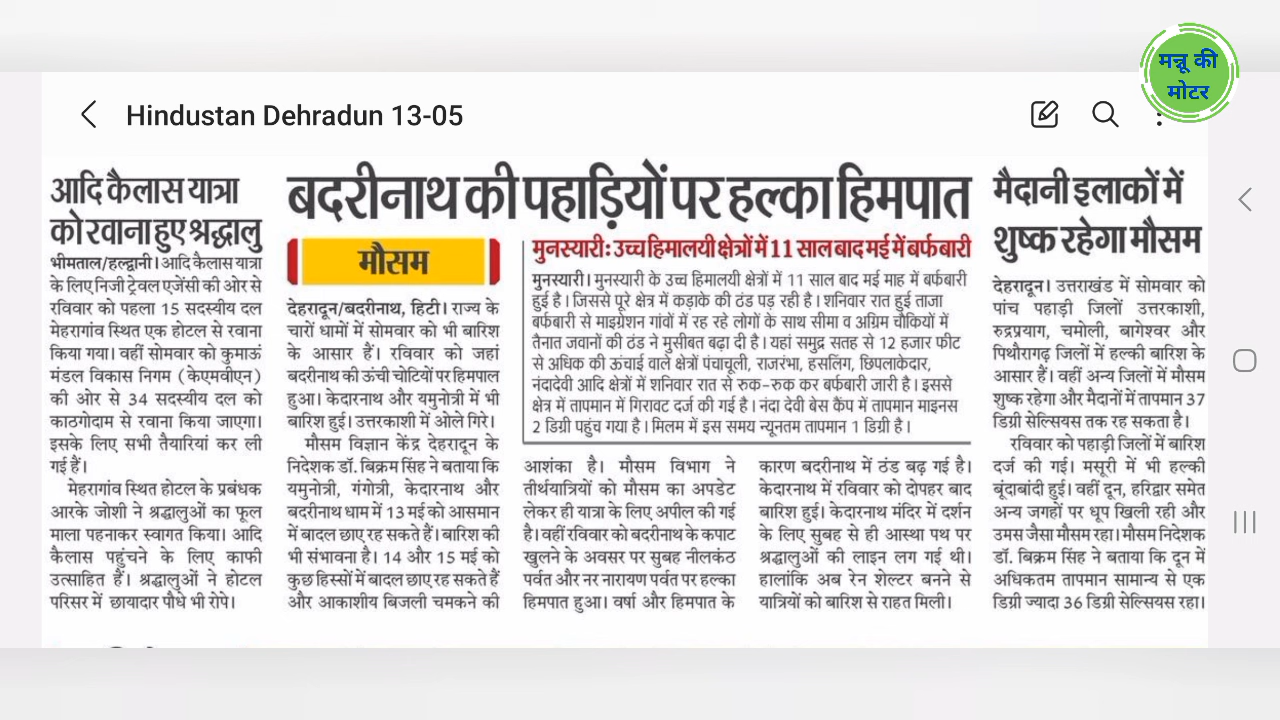 मन्नू की
मोटर
Hindustan Dehradun 13-05
आदि कैलास यात्रा
को रवाना हुए श्रद्धालु
भीमताल/हल्द्वानी। आदि कैलास यात्रा
के लिए निजी ट्रैवल एजेंसी की ओर से
रविवार को पहला 15 सदस्यीय दल
मेहरागांव स्थित एक होटल से रवाना
किया गया। वहीं सोमवार को कुमाऊं
मंडल विकास निगम (केएमवीएन)
की ओर से 34 सदस्यीय दल को
काठगोदाम से रवाना किया जाएगा।
इसके लिए सभी तैयारियां कर ली
गई हैं।
मेहरागांव स्थित होटल के प्रबंधक
आरके जोशी ने श्रद्धालुओं का फूल
माला पहनाकर स्वागत किया। आदि
कैलास पहुंचने के लिए काफी
उत्साहित हैं। श्रद्धालुओं ने होटल
परिसर में छायादार पौधे भी रोपे।
बदरीनाथ की पहाड़ियों पर हल्का हिमपात
मौसम
देहरादून/बदरीनाथ, हिटी। राज्य के
चारों धामों में सोमवार को भी बारिश
के आसार हैं। रविवार को जहां
बदरीनाथ की ऊंची चोटियों पर हिमपाल
हुआ। केदारनाथ और यमुनोत्री में भी
बारिश हुई। उत्तरकाशी में ओले गिरे।
मौसम विज्ञान केंद्र देहरादून के
निदेशक डॉ. बिक्रम सिंह ने बताया कि
यमुनोत्री, गंगोत्री, केदारनाथ और
बदरीनाथ धाम में 13 मई को आसमान
में बादल छाए रह सकते हैं। बारिश की
भी संभावना है। 14 और 15 मई को
कुछ हिस्सों में बादल छाए रह सकते हैं
और आकाशीय बिजली चमकने की
मुनस्यारी: उच्च हिमालयी क्षेत्रों में 11 साल बाद मई में बर्फबारी
मुनस्यारी। मुनस्यारी के उच्च हिमालयी क्षेत्रों में 11 साल बाद मई माह में बर्फबारी
हुई है। जिससे पूरे क्षेत्र में कड़ाके की ठंड पड़ रही है। शनिवार रात हुई ताजा
बर्फबारी से माइग्रेशन गांवों में रह रहे लोगों के साथ सीमा व अग्रिम चौकियों में
तैनात जवानों की ठंड ने मुसीबत बढ़ा दी है। यहां समुद्र सतह से 12 हजार फीट
से अधिक की ऊंचाई वाले क्षेत्रों पंचाचूली, राजरंभा, हसलिंग, छिपलाकेदार,
नंदादेवी आदि क्षेत्रों में शनिवार रात से रुक-रुक कर बर्फबारी जारी है। इससे
क्षेत्र में तापमान में गिरावट दर्ज की गई है। नंदा देवी बेस कैंप में तापमान माइनस
2 डिग्री पहुंच गया है। मिलम में इस समय न्यूनतम तापमान 1 डिग्री है।
आशंका है। मौसम विभाग ने
तीर्थयात्रियों को मौसम का अपडेट
लेकर ही यात्रा के लिए अपील की गई
है। वहीं रविवार को बदरीनाथ के कपाट
खुलने के अवसर पर सुबह नीलकंठ
पर्वत और नर नारायण पर्वत पर हल्का
हिमपात हुआ। वर्षा और हिमपात के
कारण बदरीनाथ में ठंड बढ़ गई है।
केदारनाथ में रविवार को दोपहर बाद
बारिश हुई। केदारनाथ मंदिर में दर्शन
के लिए सुबह से ही आस्था पथ पर
श्रद्धालुओं की लाइन लग गई थी।
हालांकि अब रेन शेल्टर बनने से
यात्रियों को बारिश से राहत मिली।
मैदानी इलाकों में
शुष्क रहेगा मौसम
देहरादून। उत्तराखंड में सोमवार को
पांच पहाड़ी जिलों उत्तरकाशी,
रुद्रप्रयाग, चमोली, बागेश्वर और
पिथौरागढ़ जिलों में हल्की बारिश के
आसार हैं। वहीं अन्य जिलों में मौसम
शुष्क रहेगा और मैदानों में तापमान 37
डिग्री सेल्सियस तक रह सकता है।
रविवार को पहाड़ी जिलों में बारिश
दर्ज की गई। मसूरी में भी हल्की
बूंदाबांदी हुई। वहीं दून, हरिद्वार समेत
अन्य जगहों पर धूप खिली रही और
उमस जैसा मौसम रहा। मौसम निदेशक
डॉ. बिक्रम सिंह ने बताया कि दून में
अधिकतम तापमान सामान्य से एक
डिग्री ज्यादा 36 डिग्री सेल्सियस रहा।